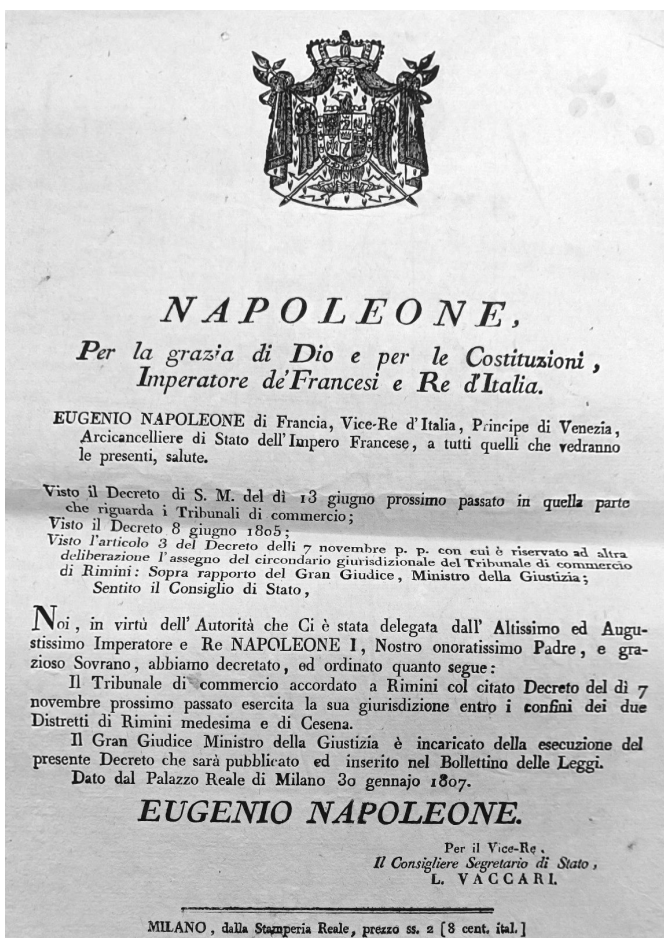 NAPOLEONE,
Per la grazia di Dio e per le Costituzioni,
Imperatore de' Francesi e Re d'Italia.
EUGENIO NAPOLEONE di Francia, Vice-Re d'Italia, Principe di Venezia,
Arcicancelliere di Stato dell'Impero Francese, a tutti quelli che vedranno
le presenti, salute.
Visto il Decreto di S. M. del dì 13 giugno prossimo passato in quella parte
che riguarda i Tribunali di commercio;
Visto il Decreto 8 giugno 1805;
Visto l'articolo 3 del Decreto delli 7 novembre p. p. con cui è riservato ad altra
deliberazione l'assegno del circondario giurisdizionale del Tribunale di commercio
di Rimini: Sopra rapporto del Gran Giudice, Ministro della Giustizia;
Sentito il Consiglio di Stato,
Noi, in virtù dell'Autorità che Ci è stata delegata dall'Altissimo ed Augu-
stissimo Imperatore e Re NAPOLEONE I, Nostro onoratissimo Padre, e gra-
zioso Sovrano, abbiamo decretato, ed ordinato quanto segue:
Il Tribunale di commercio accordato a Rimini col citato Decreto del dì 7
novembre prossimo passato esercita la sua giurisdizione entro i confini dei due
Distretti di Rimini medesima e di Cesena.
Il Gran Giudice Ministro della Giustizia è incaricato della esecuzione del
presente Decreto che sarà pubblicato ed inserito nel Bollettino delle Leggi.
Dato dal Palazzo Reale di Milano 30 gennajo 1807.
EUGENIO NAPOLEONE.
Per il Vice-Re,
Il Consigliere Segretario di Stato,
L. VACCARI.
MILANO, dalla Stamperia Reale, prezzo ss. 2 [8 cent. ital.]